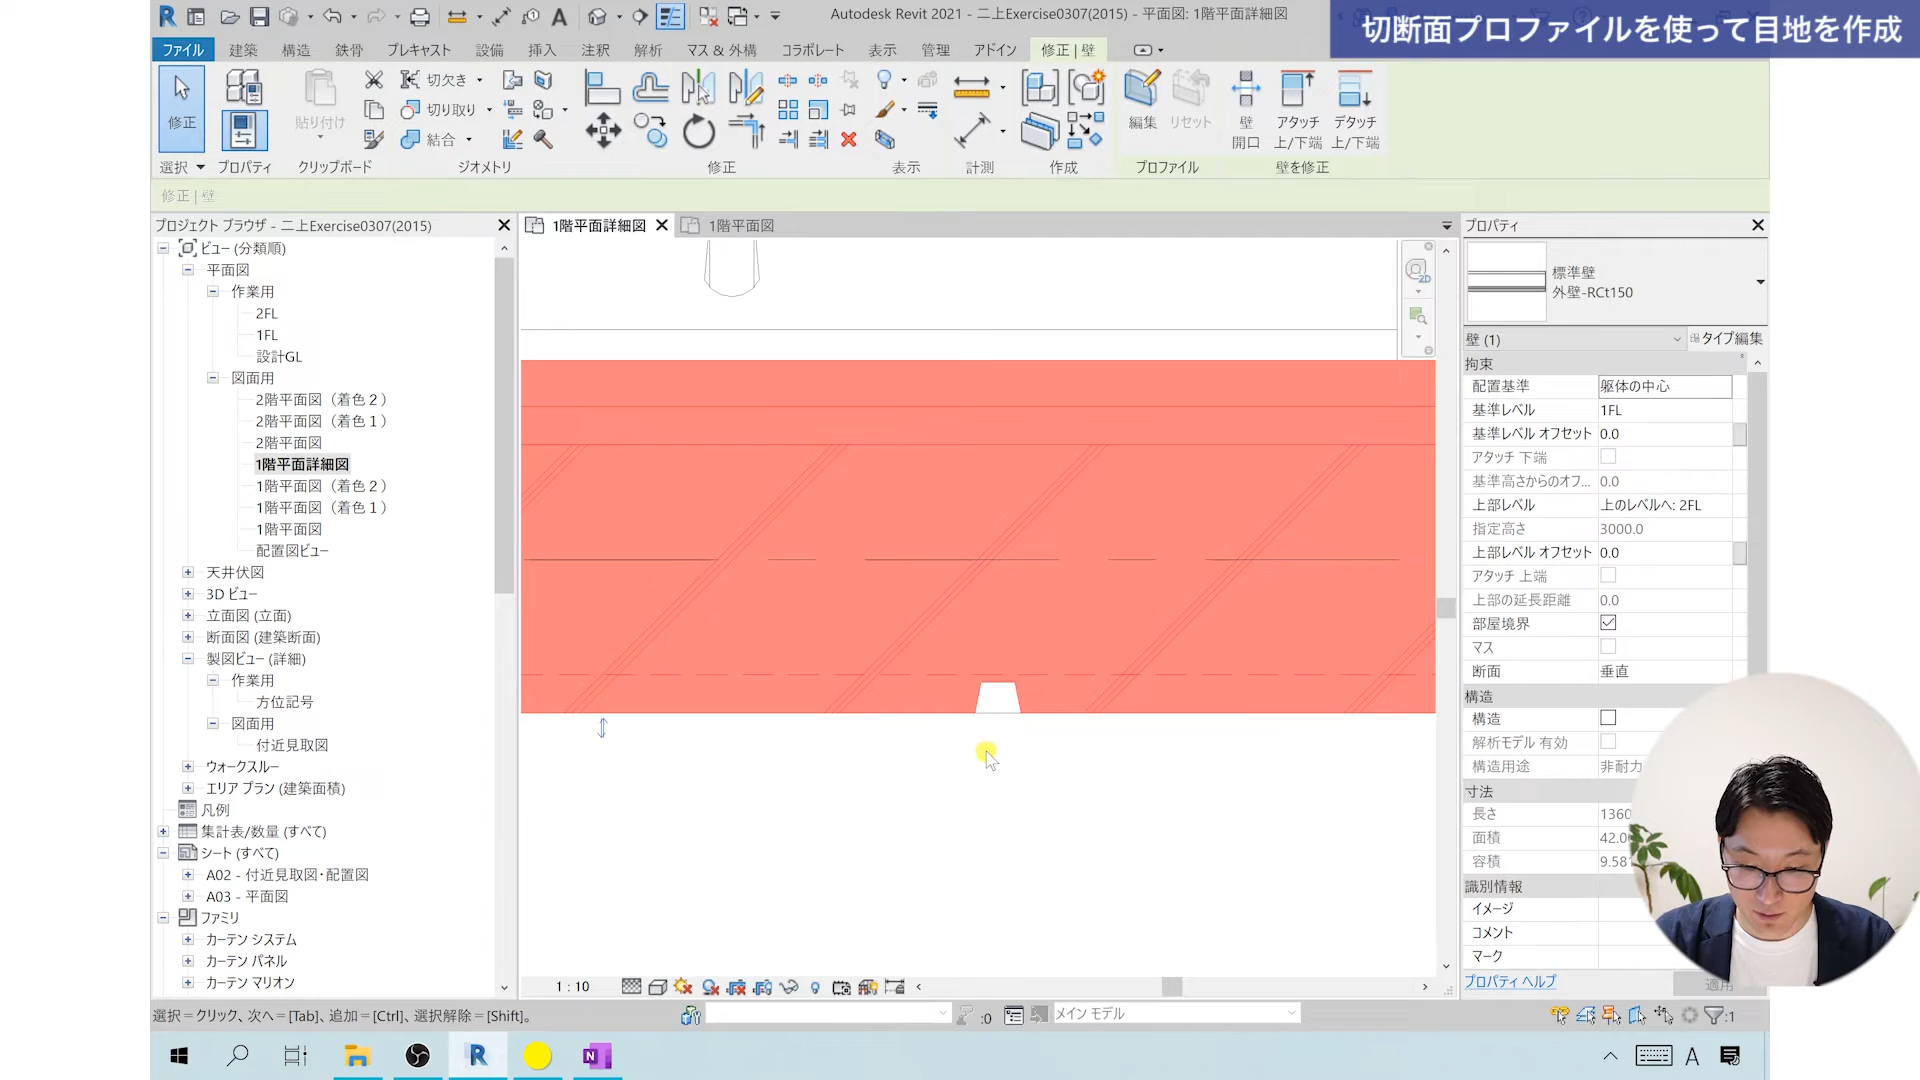 Autodesk Revit 2021 - 二上Exercise0307(2015) - 平面図: 1階平面詳細図
切断面プロファイルを使って目地を作成
ファイル 建築 構造 鉄骨 プレキャスト 設備 挿入 注釈 解析 マス & 外構 コラボレート 表示 管理 アドイン 修正 | 壁
切欠き
切り取り
結合
修正
貼り付け
編集 リセット
壁
開口
アタッチ
上/下端
デタッチ
上/下端
選択 プロパティ クリップボード ジオメトリ 修正 表示 計測 作成 プロファイル 壁を修正
修正 | 壁
プロジェクト ブラウザ - 二上Exercise0307(2015)
ビュー (分類順)
平面図
作業用
2FL
1FL
設計GL
図面用
2階平面図（着色２）
2階平面図（着色１）
2階平面図
1階平面詳細図
1階平面図（着色２）
1階平面図（着色１）
1階平面図
配置図ビュー
天井伏図
3D ビュー
立面図 (立面)
断面図 (建築断面)
製図ビュー (詳細)
作業用
方位記号
図面用
付近見取図
ウォークスルー
エリア プラン (建築面積)
凡例
集計表/数量 (すべて)
シート (すべて)
A02 - 付近見取図・配置図
A03 - 平面図
ファミリ
カーテン システム
カーテン パネル
カーテン マリオン
1階平面詳細図
1階平面図
2D
1 : 10
プロパティ
標準壁
外壁-RCt150
壁 (1)
タイプ編集
拘束
配置基準 躯体の中心
基準レベル 1FL
基準レベル オフセット 0.0
アタッチ 下端
基準高さからのオフ... 0.0
上部レベル 上のレベルへ: 2FL
指定高さ 3000.0
上部レベル オフセット 0.0
アタッチ 上端
上部の延長距離 0.0
部屋境界
マス
断面 垂直
構造
構造
解析モデル 有効
構造用途 非耐力
寸法
長さ 1360
面積 42.0
容積 9.58
識別情報
イメージ
コメント
マーク
プロパティ ヘルプ
適用
選択＝クリック、次へ＝[Tab]、追加＝[Ctrl]、選択解除＝[Shift]。
:0
メイン モデル
:1
A